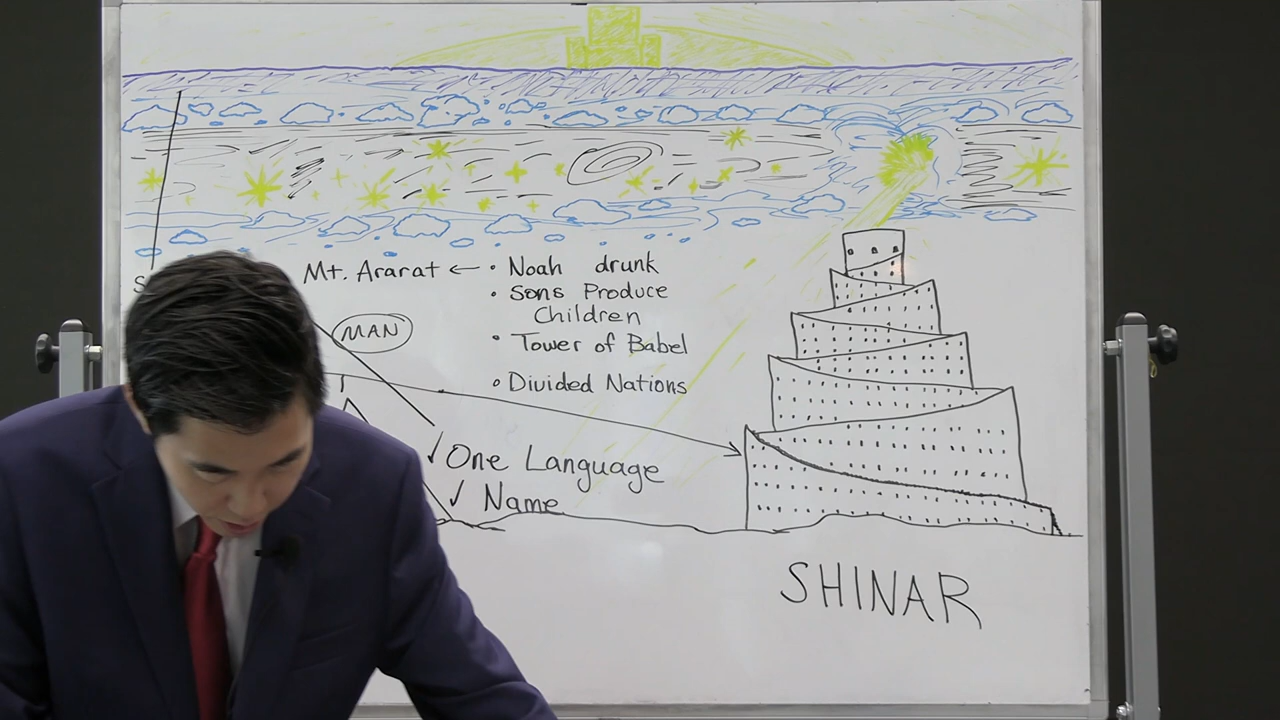 Mt. Ararat ← • Noah drunk
• Sons Produce
Children
• Tower of Babel
• Divided Nations
MAN
✓ One Language
✓ Name
SHINAR